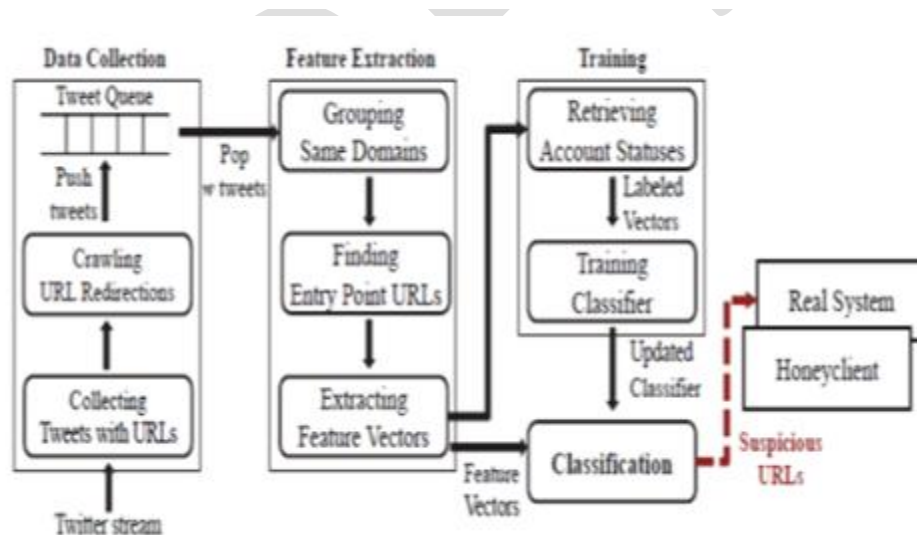 Data Collection
Tweet Queue
Push
tweets
Crawling
URL Redirections
Collecting
Tweets with URLs
Twitter stream
Pop
w tweets
Feature Extraction
Grouping
Same Domains
Finding
Entry Point URLs
Extracting
Feature Vectors
Feature
Vectors
Training
Retrieving
Account Statuses
Labeled
Vectors
Training
Classifier
Updated
Classifier
Classification
Suspicious
URLs
Real System
Honeyclient